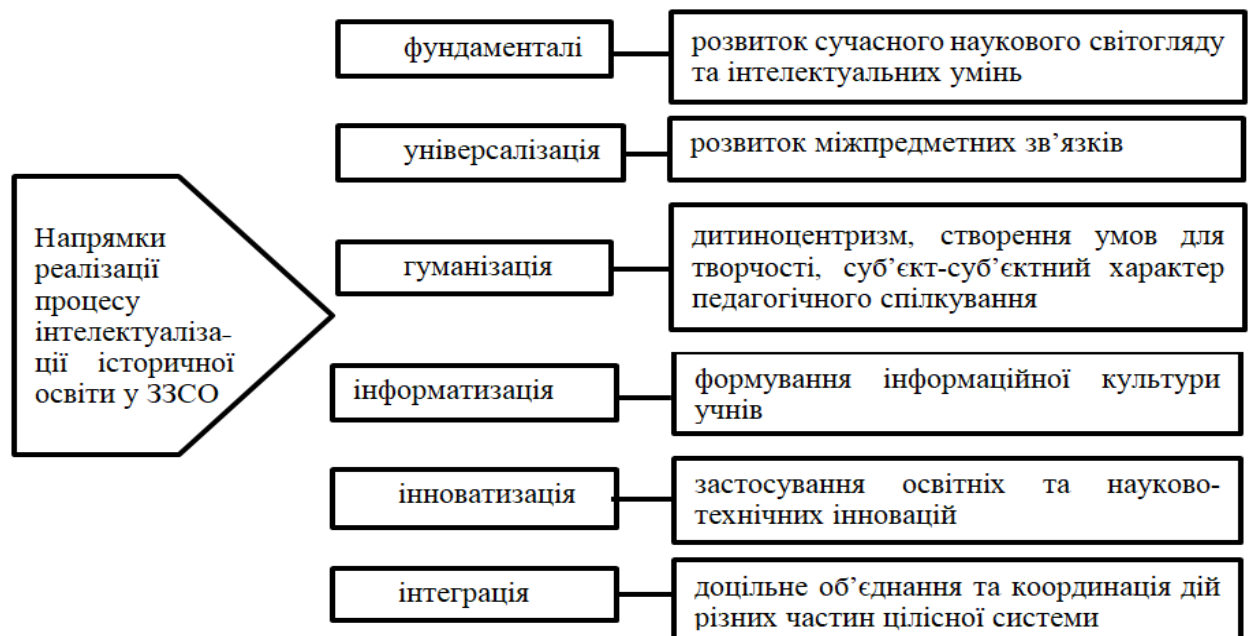 Напрямки
реалізації
процесу
інтелектуаліза-
ції історичної
освіти у ЗЗСО
фундаменталі
розвиток сучасного наукового світогляду
та інтелектуальних умінь
універсалізація
розвиток міжпредметних зв’язків
гуманізація
дитиноцентризм, створення умов для
творчості, суб’єкт-суб’єктний характер
педагогічного спілкування
інформатизація
формування інформаційної культури
учнів
інноватизація
застосування освітніх та науково-
технічних інновацій
інтеграція
доцільне об’єднання та координація дій
різних частин цілісної системи